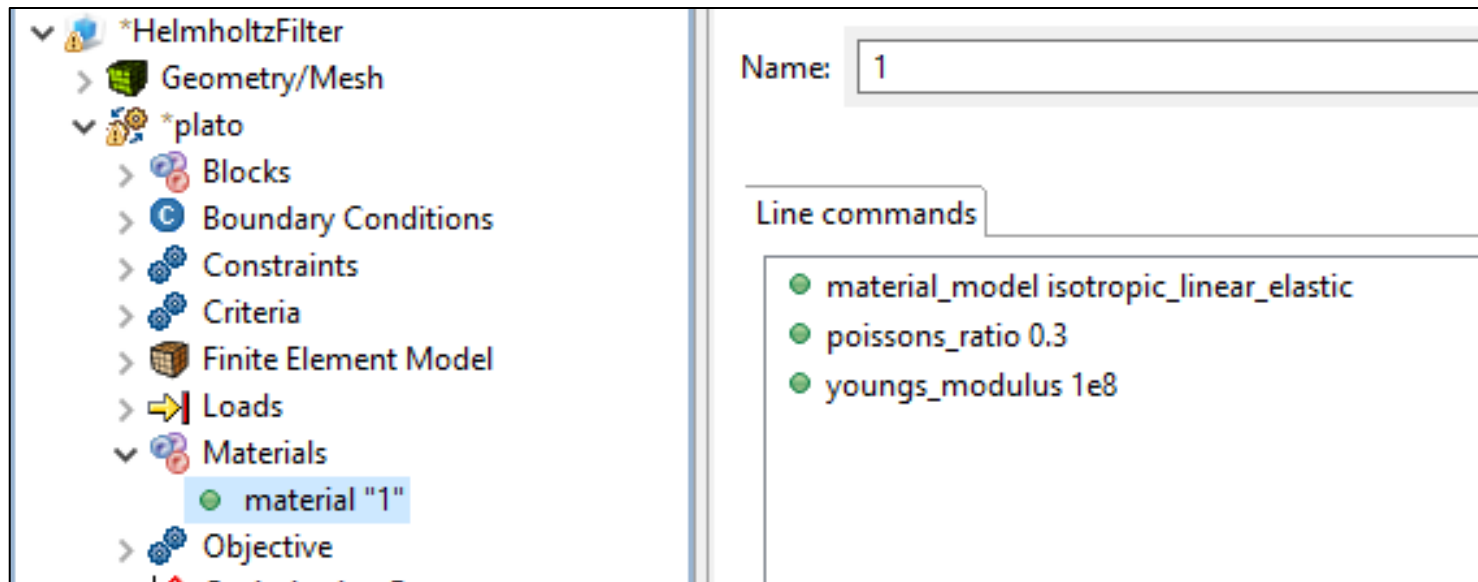 *HelmholtzFilter
Geometry/Mesh
*plato
Blocks
C Boundary Conditions
Constraints
Criteria
Finite Element Model
Loads
Materials
material "1"
Objective
Name: 1
Line commands
material_model isotropic_linear_elastic
poissons_ratio 0.3
youngs_modulus 1e8